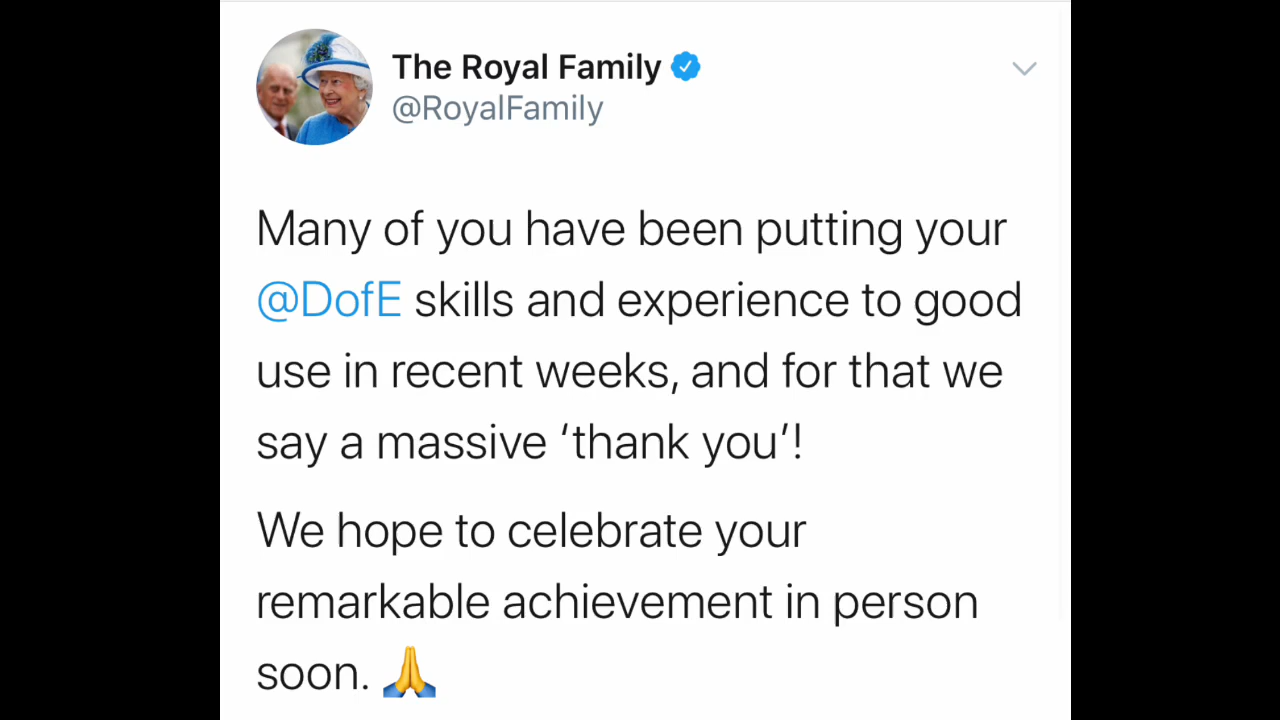 The Royal Family
@RoyalFamily
Many of you have been putting your
@DofE skills and experience to good
use in recent weeks, and for that we
say a massive ‘thank you’!
We hope to celebrate your
remarkable achievement in person
soon. 🙏